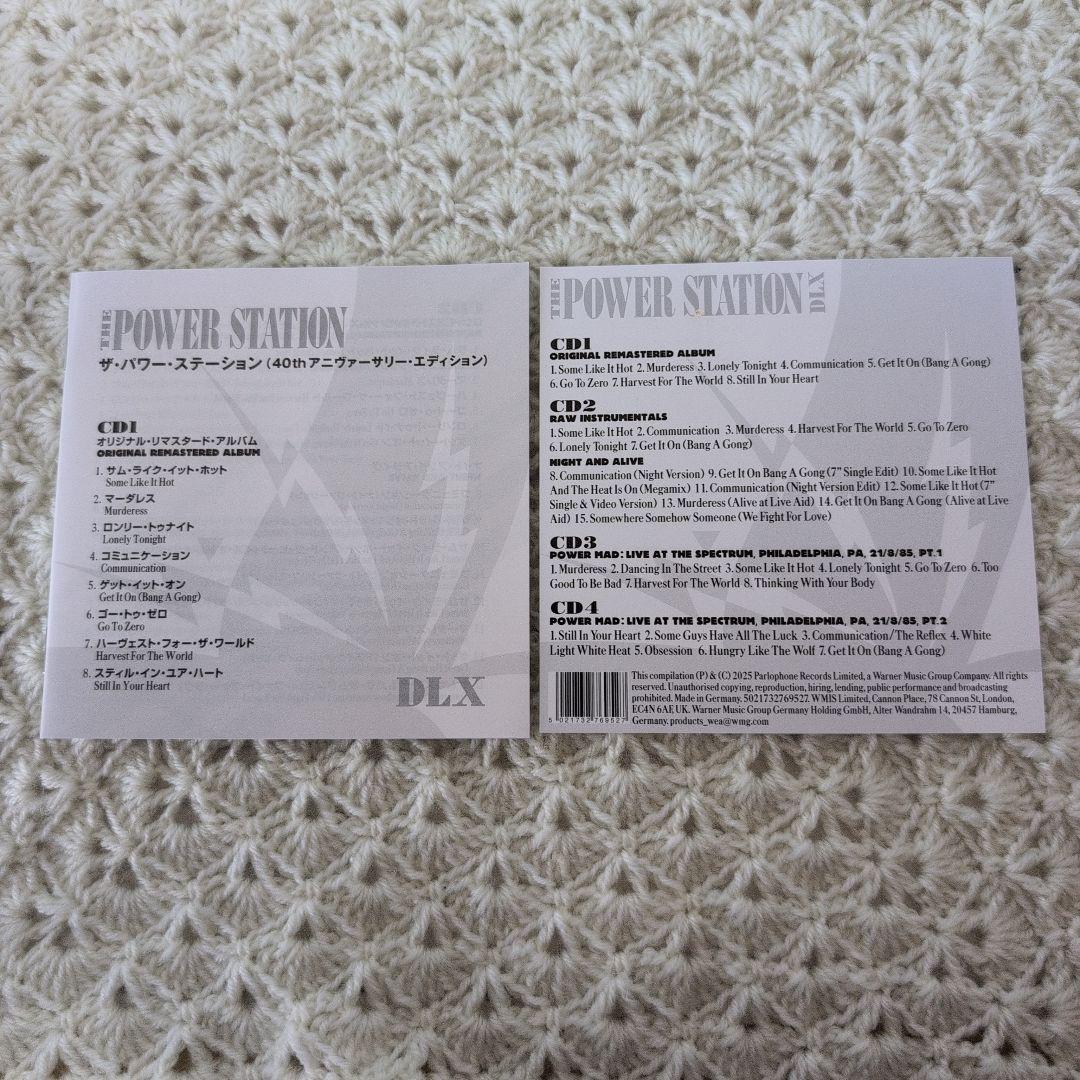 THE POWER STATION
ザ・パワー・ステーション（40th アニヴァーサリー・エディション）
CD1
オリジナル・リマスタード・アルバム
ORIGINAL REMASTERED ALBUM
1. サム・ライク・イット・ホット
Some Like It Hot
2. マーダレス
Murderess
3. ロンリー・トゥナイト
Lonely Tonight
4. コミュニケーション
Communication
5. ゲット・イット・オン
Get It On (Bang A Gong)
6. ゴー・トゥ・ゼロ
Go To Zero
7. ハーヴェスト・フォー・ザ・ワールド
Harvest For The World
8. スティル・イン・ユア・ハート
Still In Your Heart
DLX
THE POWER STATION DLX
CD1
ORIGINAL REMASTERED ALBUM
1. Some Like It Hot 2. Murderess 3. Lonely Tonight 4. Communication 5. Get It On (Bang A Gong)
6. Go To Zero 7. Harvest For The World 8. Still In Your Heart
CD2
RAW INSTRUMENTALS
1. Some Like It Hot 2. Communication 3. Murderess 4. Harvest For The World 5. Go To Zero
6. Lonely Tonight 7. Get It On (Bang A Gong)
NIGHT AND ALIVE
8. Communication (Night Version) 9. Get It On Bang A Gong (7" Single Edit) 10. Some Like It Hot
And The Heat Is On (Megamix) 11. Communication (Night Version Edit) 12. Some Like It Hot (7"
Single & Video Version) 13. Murderess (Alive at Live Aid) 14. Get It On Bang A Gong (Alive at Live
Aid) 15. Somewhere Somehow Someone (We Fight For Love)
CD3
POWER MAD: LIVE AT THE SPECTRUM, PHILADELPHIA, PA, 21/8/85, PT.1
1. Murderess 2. Dancing In The Street 3. Some Like It Hot 4. Lonely Tonight 5. Go To Zero 6. Too
Good To Be Bad 7. Harvest For The World 8. Thinking With Your Body
CD4
POWER MAD: LIVE AT THE SPECTRUM, PHILADELPHIA, PA, 21/8/85, PT.2
1. Still In Your Heart 2. Some Guys Have All The Luck 3. Communication/The Reflex 4. White
Light White Heat 5. Obsession 6. Hungry Like The Wolf 7. Get It On (Bang A Gong)
This compilation (P) & (C) 2025 Parlophone Records Limited, a Warner Music Group Company. All rights
reserved. Unauthorised copying, reproduction, hiring, lending, public performance and broadcasting
prohibited. Made in Germany. 5021732769527. WMIS Limited, Cannon Place, 78 Cannon St, London,
EC4N 6AF, UK. Warner Music Group Germany Holding GmbH, Alter Wandrahm 14, 20457 Hamburg,
Germany. products_wea@wmg.com
5 021732 769527